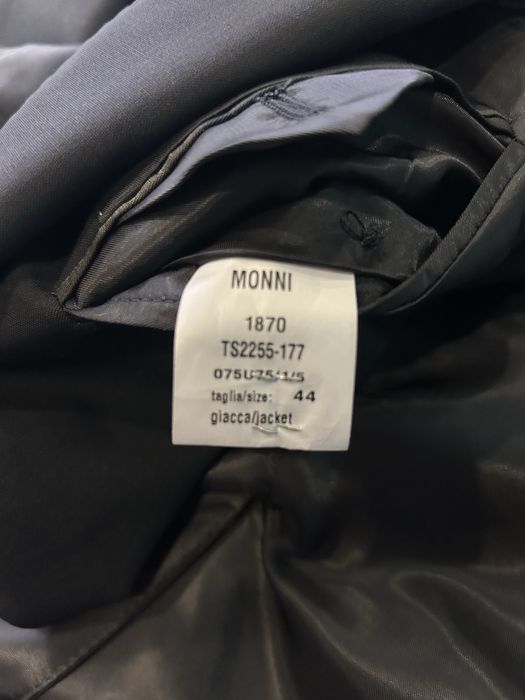 MONNI
1870
TS2255-177
taglia/size: 44
giacca/jacket